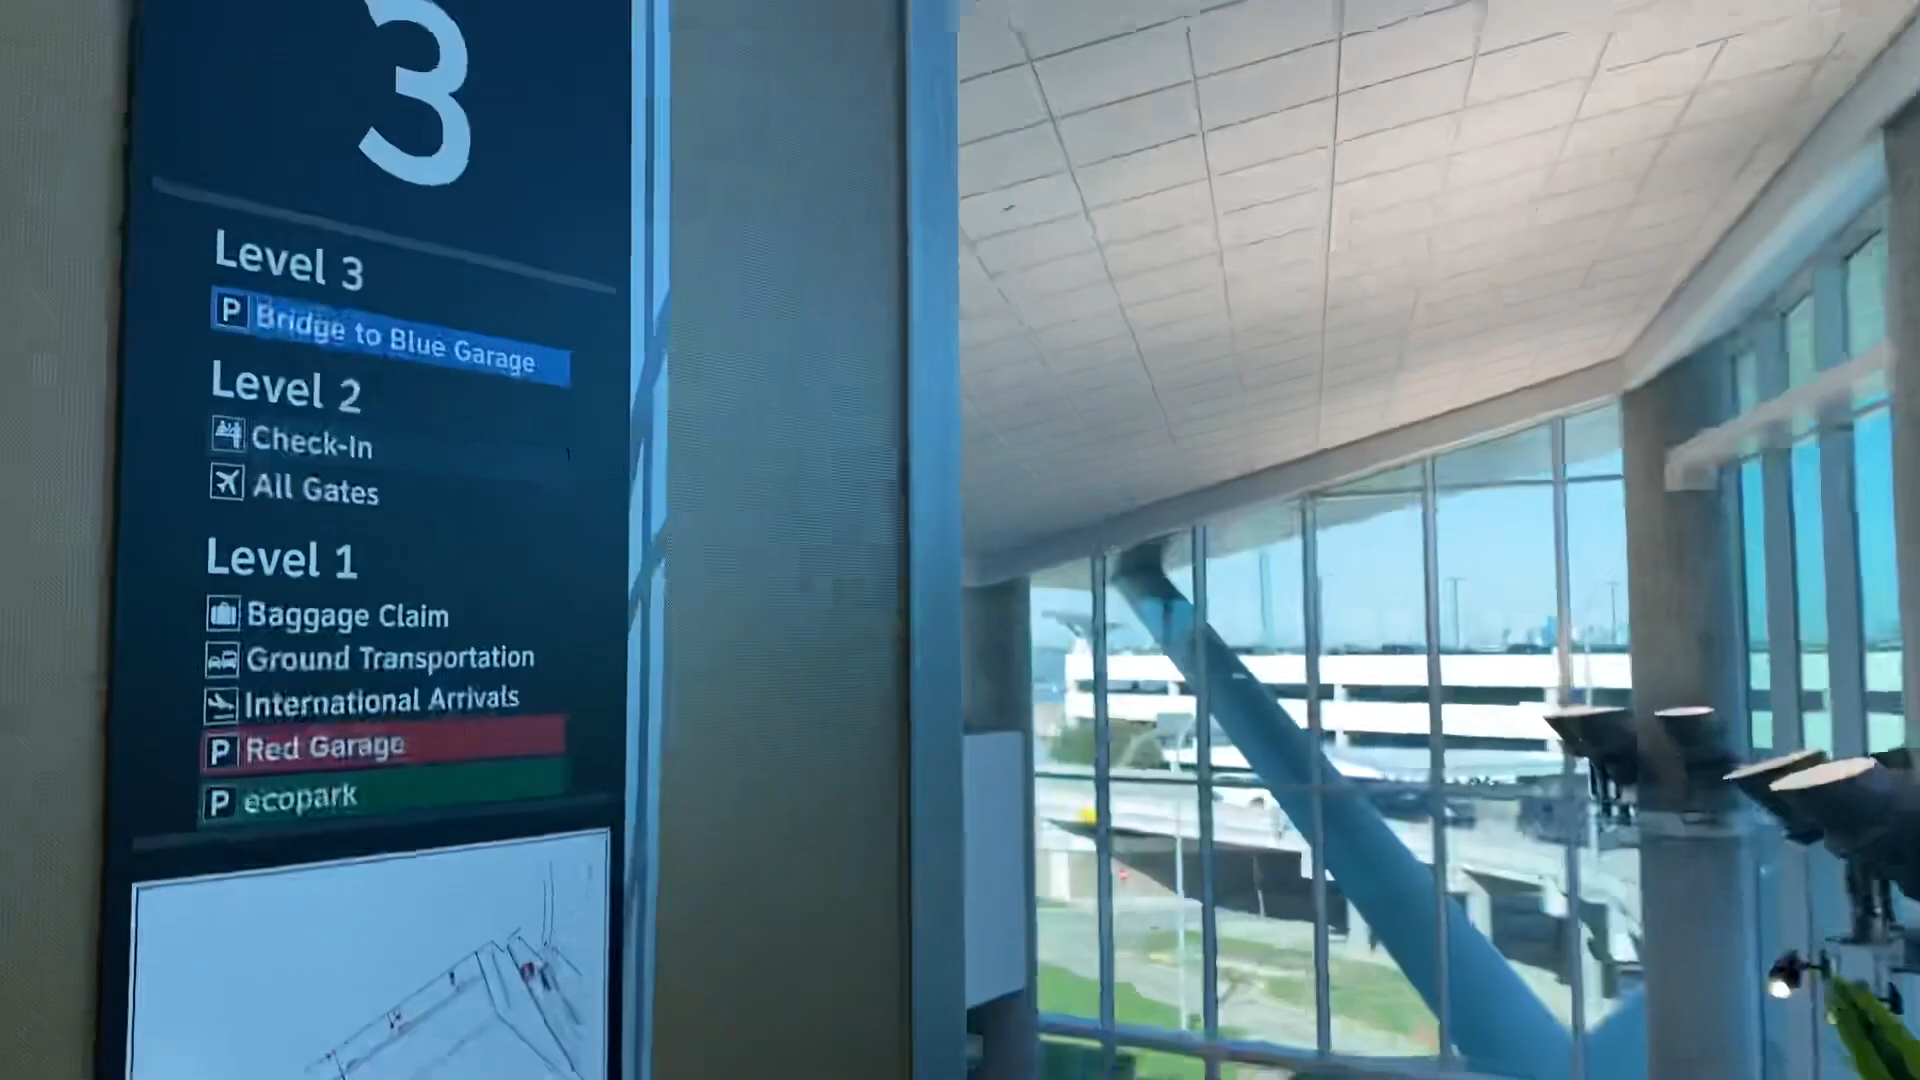 3
Level 3
P Bridge to Blue Garage
Level 2
Check-In
All Gates
Level 1
Baggage Claim
Ground Transportation
International Arrivals
P Red Garage
P ecopark